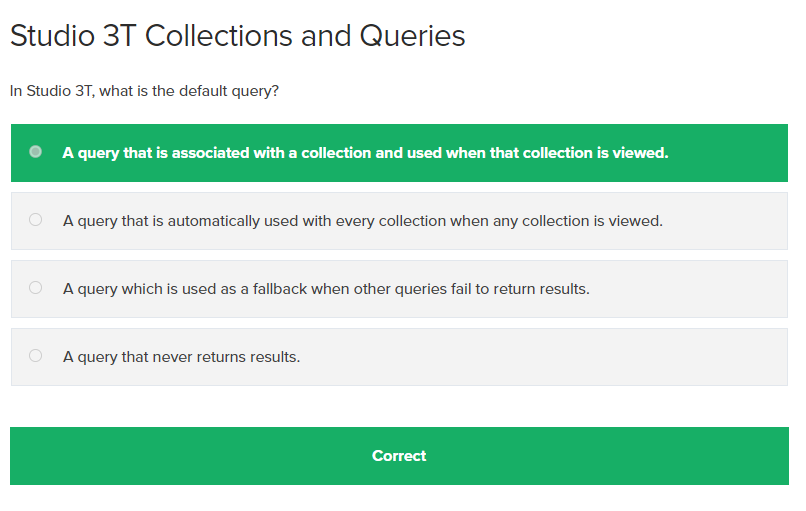 Studio 3T Collections and Queries
In Studio 3T, what is the default query?
A query that is associated with a collection and used when that collection is viewed.
A query that is automatically used with every collection when any collection is viewed.
A query which is used as a fallback when other queries fail to return results.
A query that never returns results.
Correct